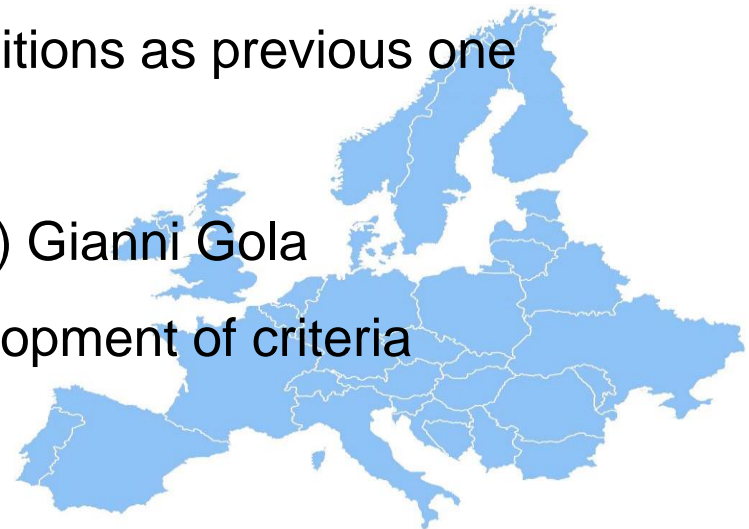 itions as previous one
) Gianni Gola
opment of criteria